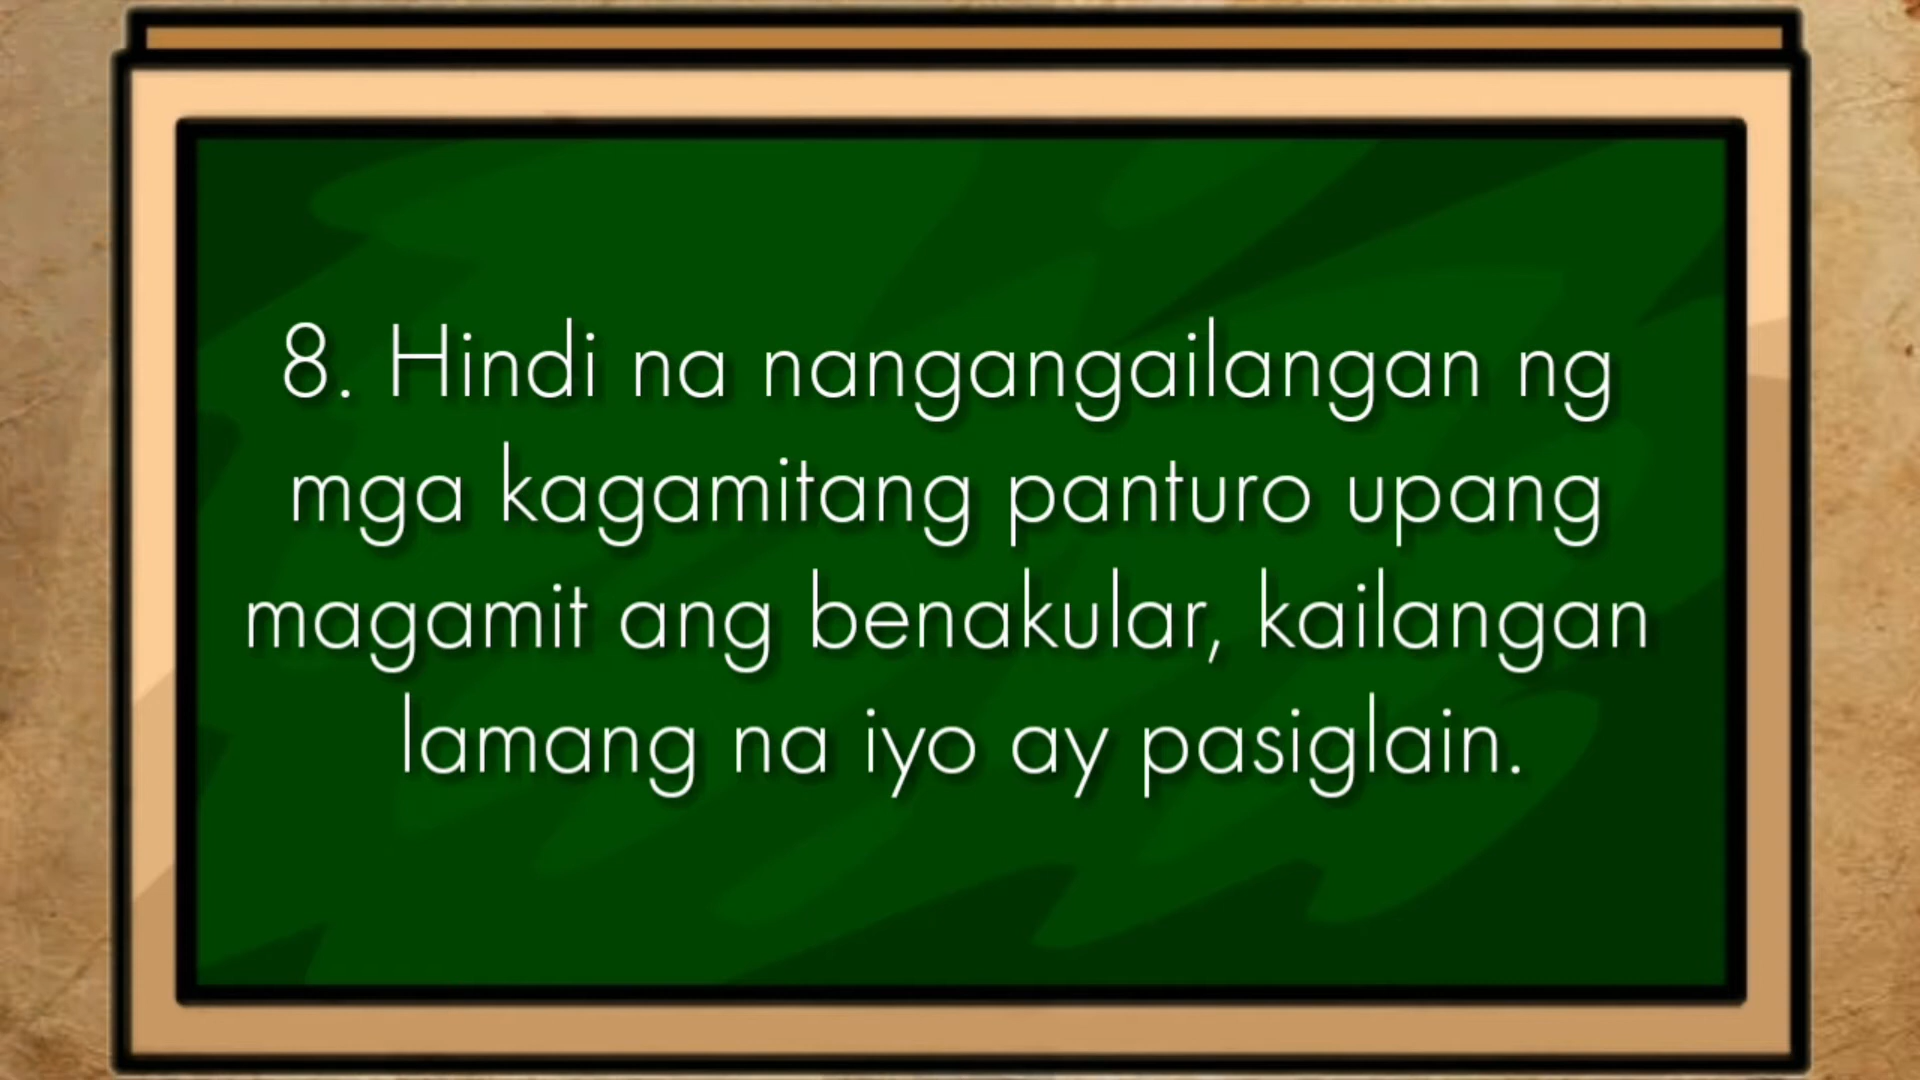 8. Hindi na nangangailangan ng
mga kagamitang panturo upang
magamit ang benakular, kailangan
lamang na iyo ay pasiglain.